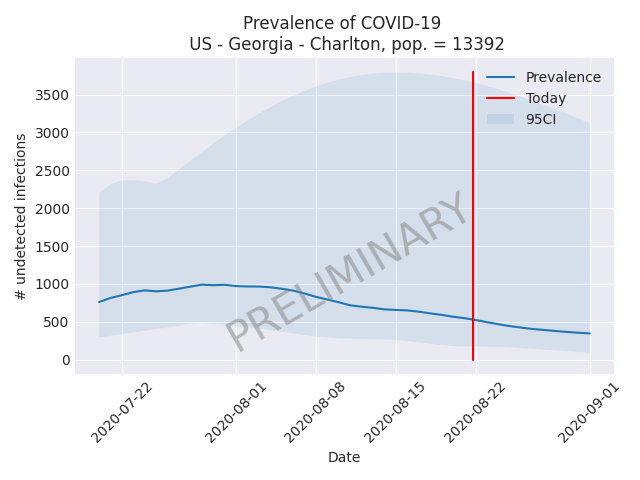 Prevalence of COVID-19
US - Georgia - Charlton, pop. = 13392
Prevalence
Today
95CI
3500
3000
2500
2000
1500
1000
500
0
# undetected infections
PRELIMINARY
2020-07-22
2020-08-01
2020-08-08
2020-08-15
2020-08-22
2020-09-01
Date